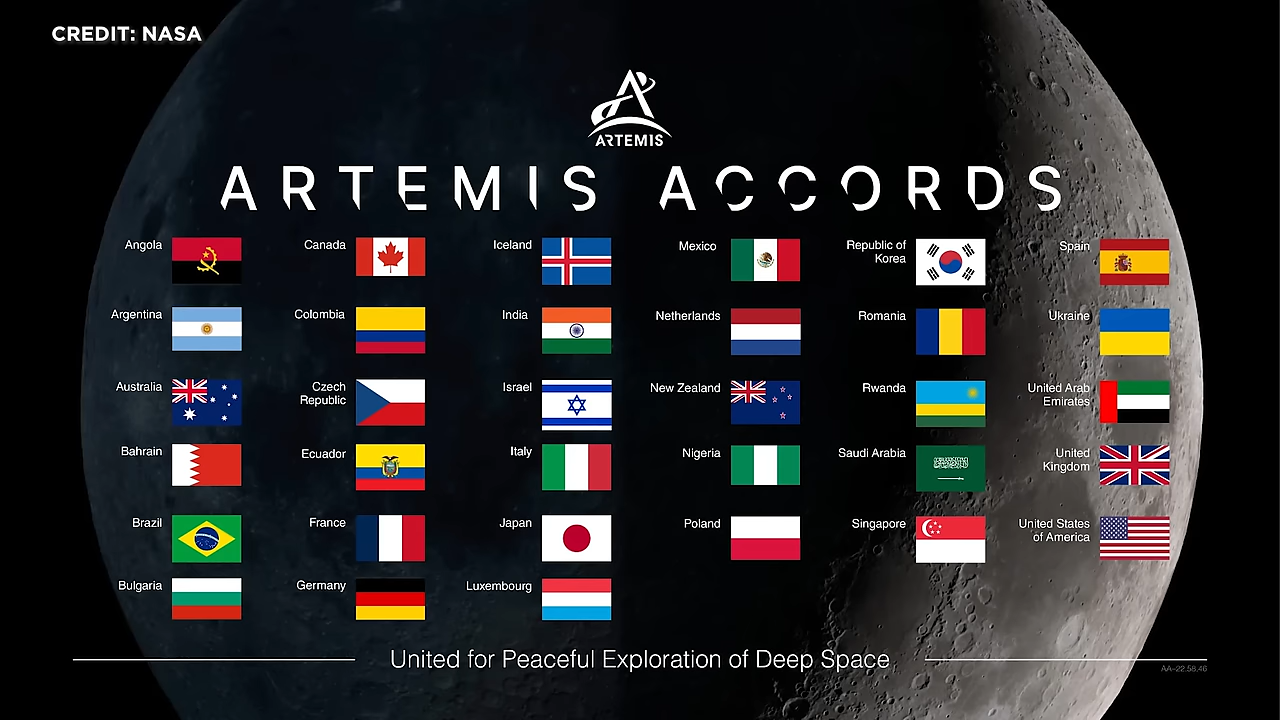 CREDIT: NASA
ARTEMIS
ARTEMIS ACCORDS
Angola
Canada
Iceland
Mexico
Republic of
Korea
Spain
Argentina
Colombia
India
Netherlands
Romania
Ukraine
Australia
Czech
Republic
Israel
New Zealand
Rwanda
United Arab
Emirates
Bahrain
Ecuador
Italy
Nigeria
Saudi Arabia
United
Kingdom
Brazil
France
Japan
Poland
Singapore
United States
of America
Bulgaria
Germany
Luxembourg
United for Peaceful Exploration of Deep Space